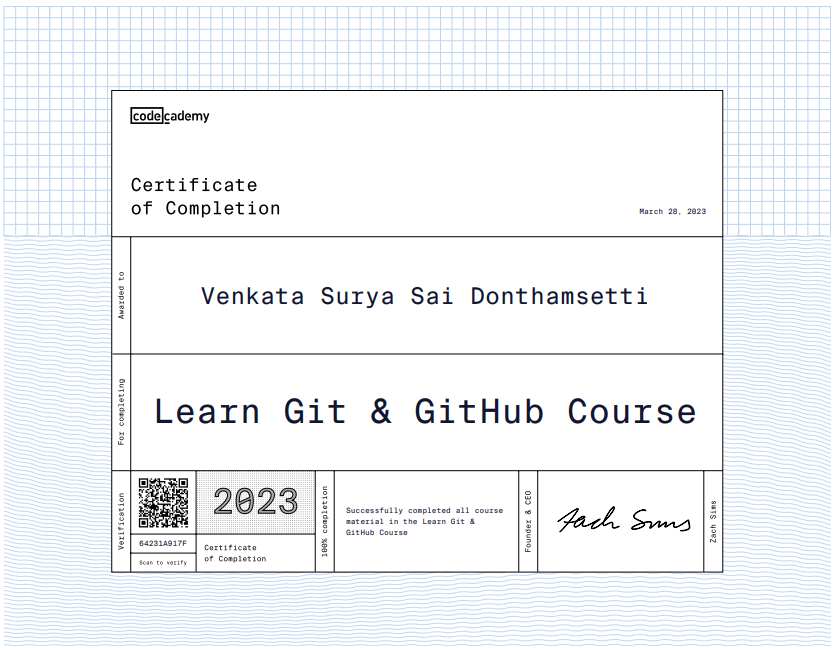 codecademy
Certificate
of Completion
March 28, 2023
Awarded to
Venkata Surya Sai Donthamsetti
For completing
Learn Git & GitHub Course
Verification
64231A917F
Scan to verify
2023
Certificate
of Completion
100% completion
Successfully completed all course
material in the Learn Git &
GitHub Course
Founder & CEO
Zach Sims
Zach Sims